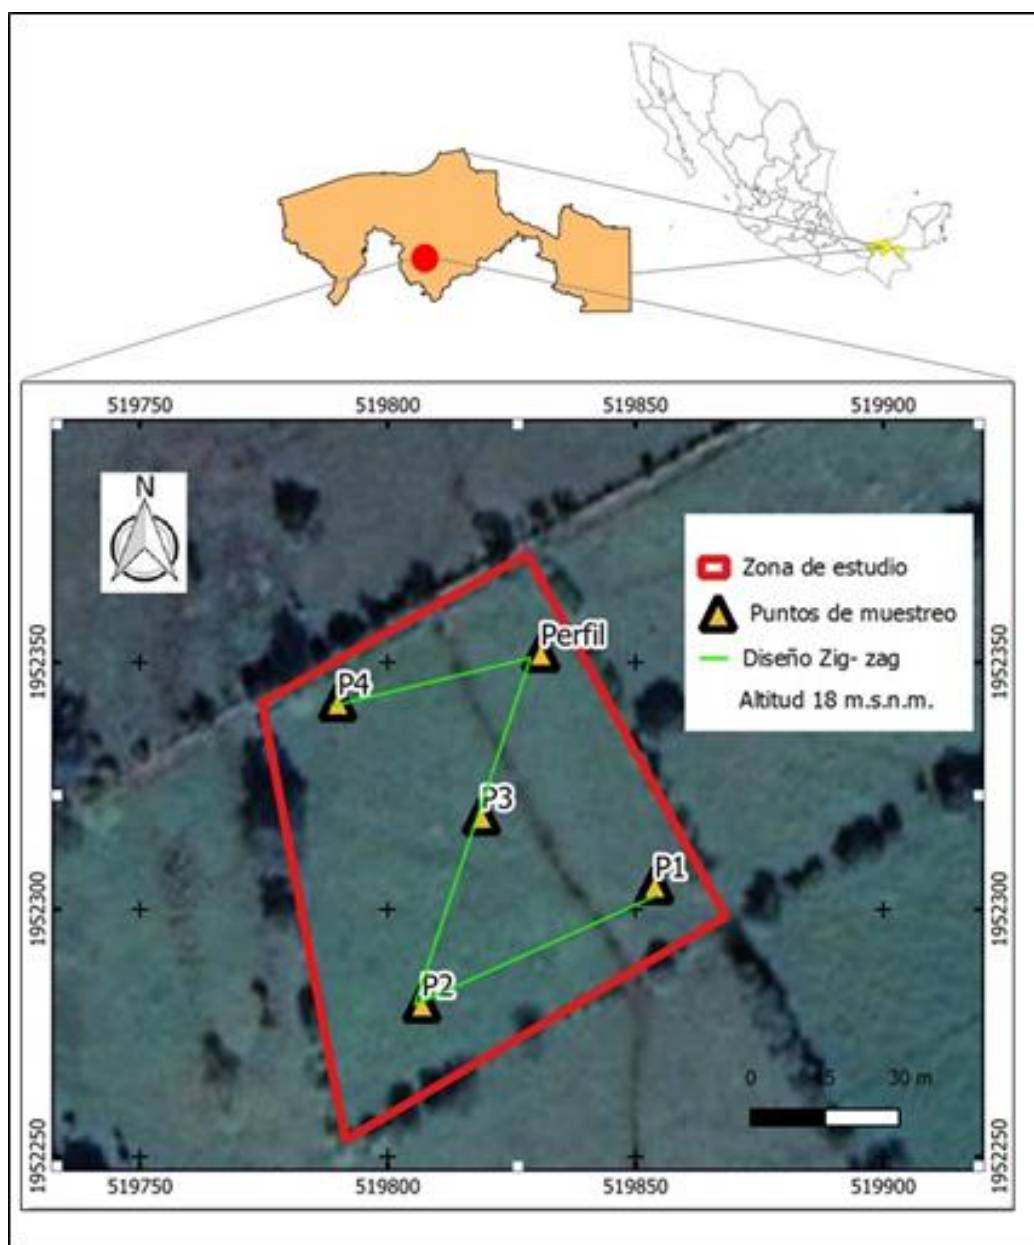 519750 519800 519850 519900
N
Zona de estudio
Puntos de muestreo
Diseño Zig- zag
Altitud 18 m.s.n.m.
Perfil
P4
P3
P1
P2
1952350 1952350
1952300 1952300
1952250 1952250
0 15 30 m
519750 519800 519850 519900